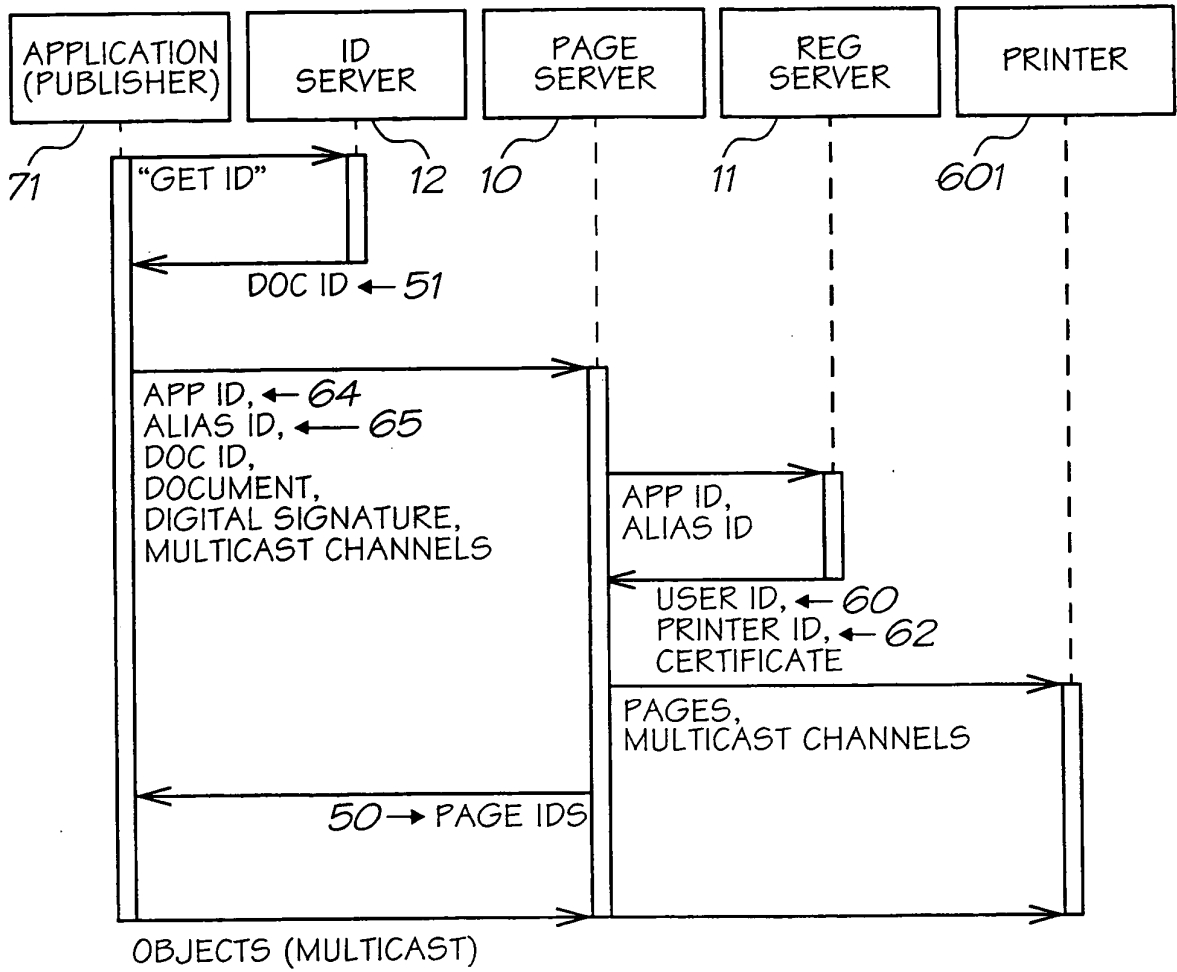 APPLICATION
(PUBLISHER)
ID
SERVER
PAGE
SERVER
REG
SERVER
PRINTER
71
12
10
11
601
"GET ID"
DOC ID ← 51
APP ID, ← 64
ALIAS ID, ← 65
DOC ID,
DOCUMENT,
DIGITAL SIGNATURE,
MULTICAST CHANNELS
APP ID,
ALIAS ID
USER ID, ← 60
PRINTER ID, ← 62
CERTIFICATE
PAGES,
MULTICAST CHANNELS
50 → PAGE IDS
OBJECTS (MULTICAST)